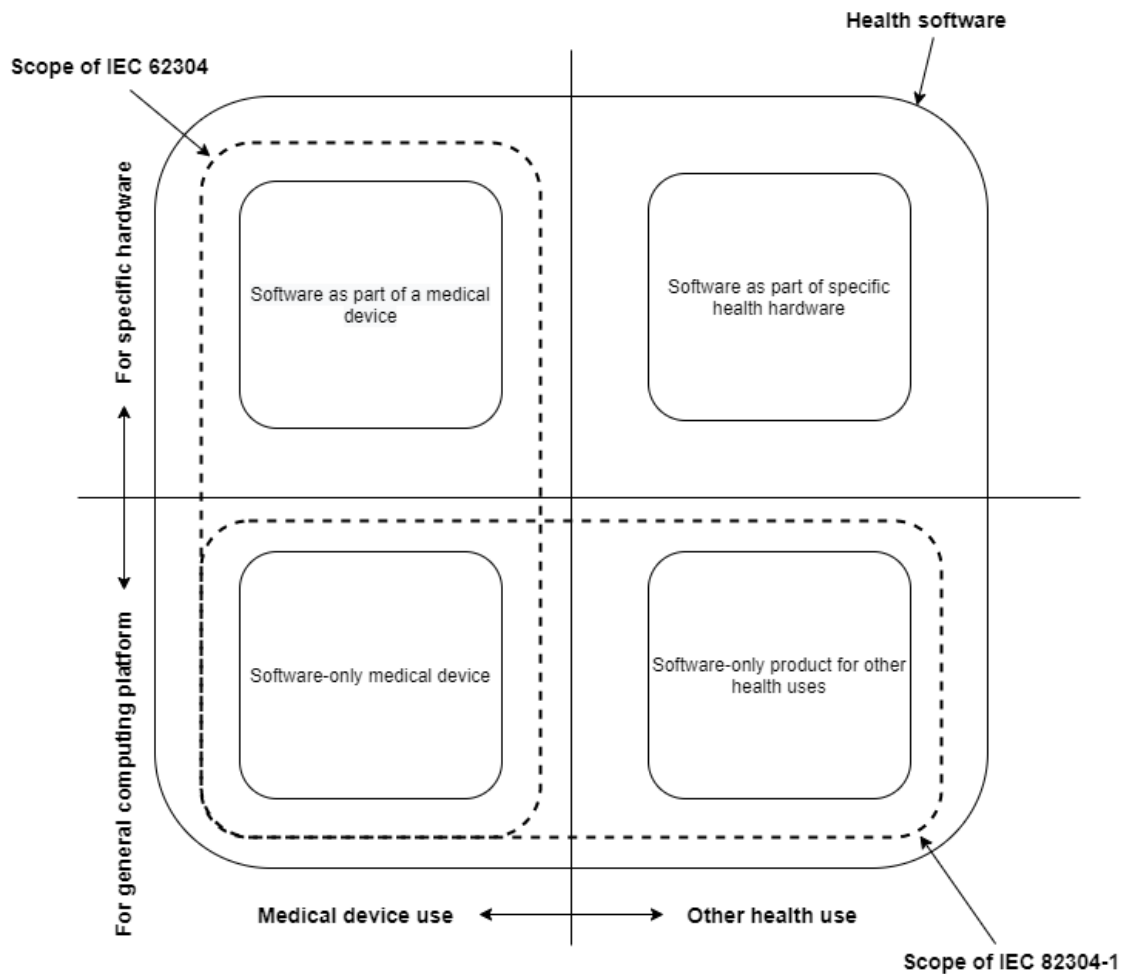 Health software
Scope of IEC 62304
For specific hardware
Software as part of a medical
device
Software as part of specific
health hardware
For general computing platform
Software-only medical device
Software-only product for other
health uses
Medical device use
Other health use
Scope of IEC 82304-1